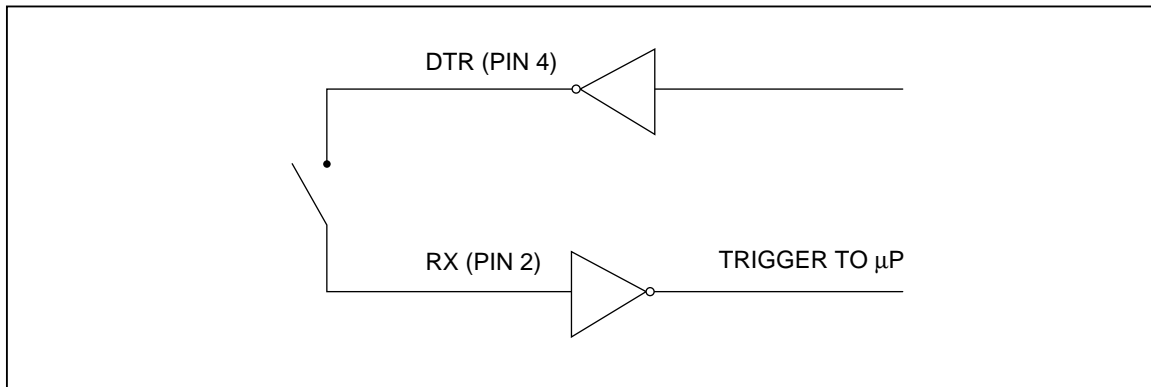 DTR (PIN 4)
RX (PIN 2)
TRIGGER TO μP